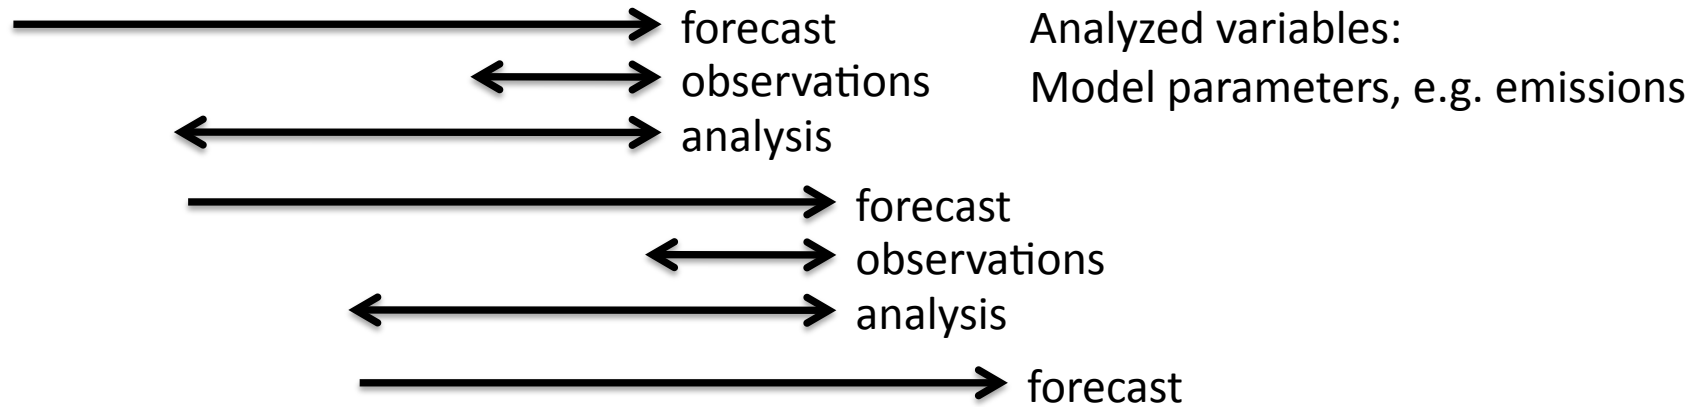 forecast
observations
analysis
Analyzed variables:
Model parameters, e.g. emissions
forecast
observations
analysis
forecast